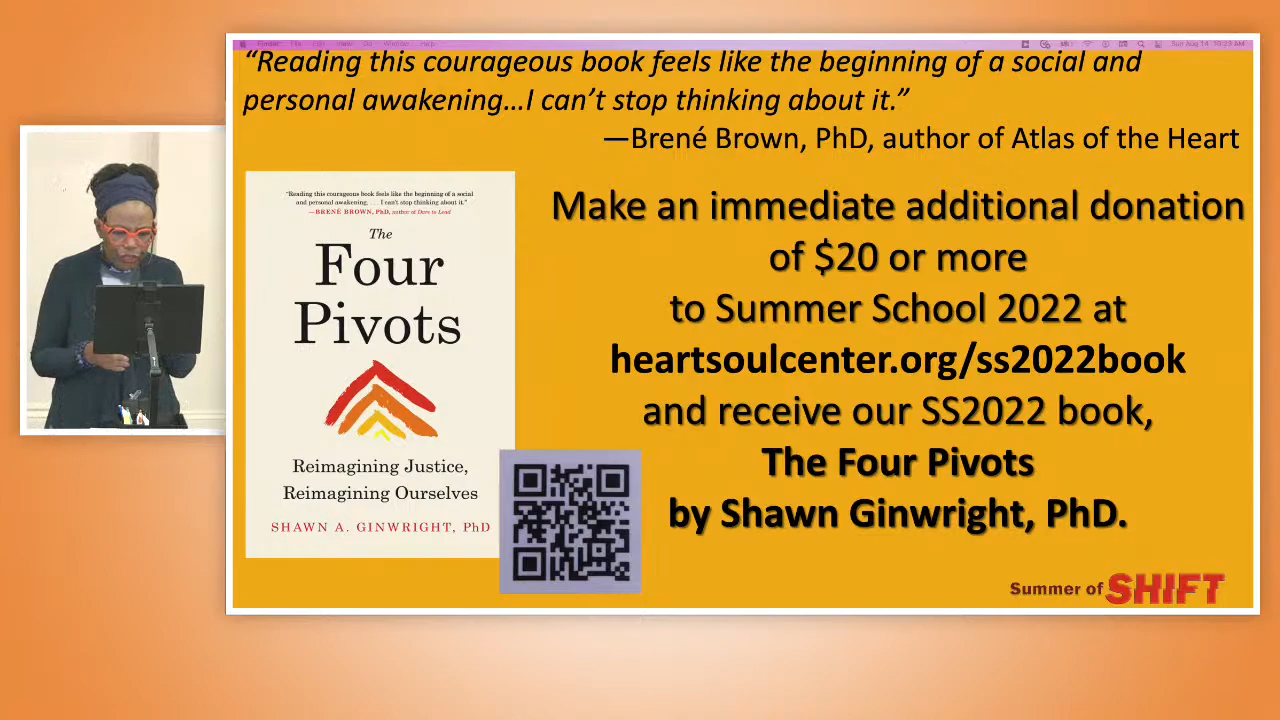 “Reading this courageous book feels like the beginning of a social and
personal awakening…I can’t stop thinking about it.”
—Brené Brown, PhD, author of Atlas of the Heart
“Reading this courageous book feels like the beginning of a social
and personal awakening. . . . I can’t stop thinking about it.”
—BRENÉ BROWN, PhD, author of Dare to Lead
The
Four
Pivots
Reimagining Justice,
Reimagining Ourselves
SHAWN A. GINWRIGHT, PhD
Make an immediate additional donation
of $20 or more
to Summer School 2022 at
heartsoulcenter.org/ss2022book
and receive our SS2022 book,
The Four Pivots
by Shawn Ginwright, PhD.
Summer of SHIFT